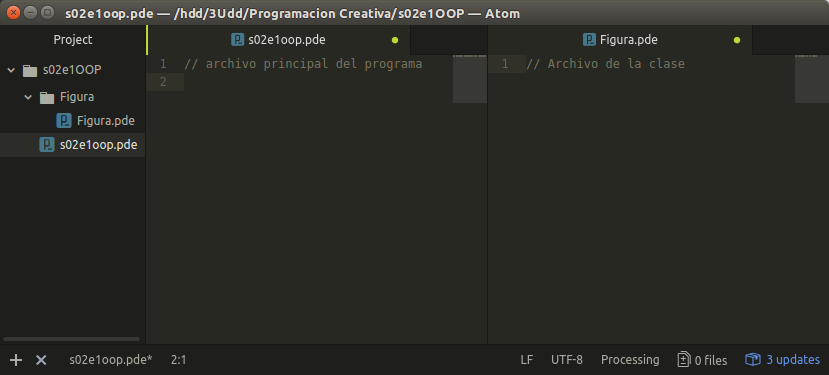 s02e1oop.pde — /hdd/3Udd/Programacion Creativa/s02e1OOP — Atom
Project
s02e1oop.pde
Figura.pde
s02e1OOP
Figura
Figura.pde
s02e1oop.pde
1 // archivo principal del programa
2
1 // Archivo de la clase
s02e1oop.pde* 2:1 LF UTF-8 Processing 0 files 3 updates